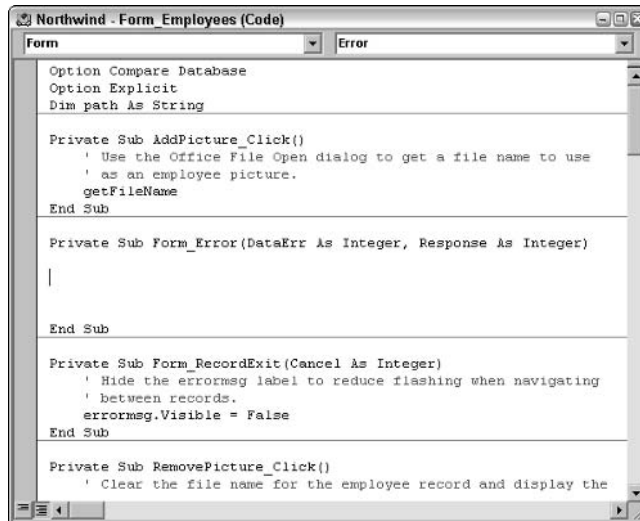 Northwind - Form_Employees (Code)
Form Error
Option Compare Database
Option Explicit
Dim path As String
Private Sub AddPicture_Click()
' Use the Office File Open dialog to get a file name to use
' as an employee picture.
getFileName
End Sub
Private Sub Form_Error(DataErr As Integer, Response As Integer)
End Sub
Private Sub Form_RecordExit(Cancel As Integer)
' Hide the errormsg label to reduce flashing when navigating
' between records.
errormsg.Visible = False
End Sub
Private Sub RemovePicture_Click()
' Clear the file name for the employee record and display the